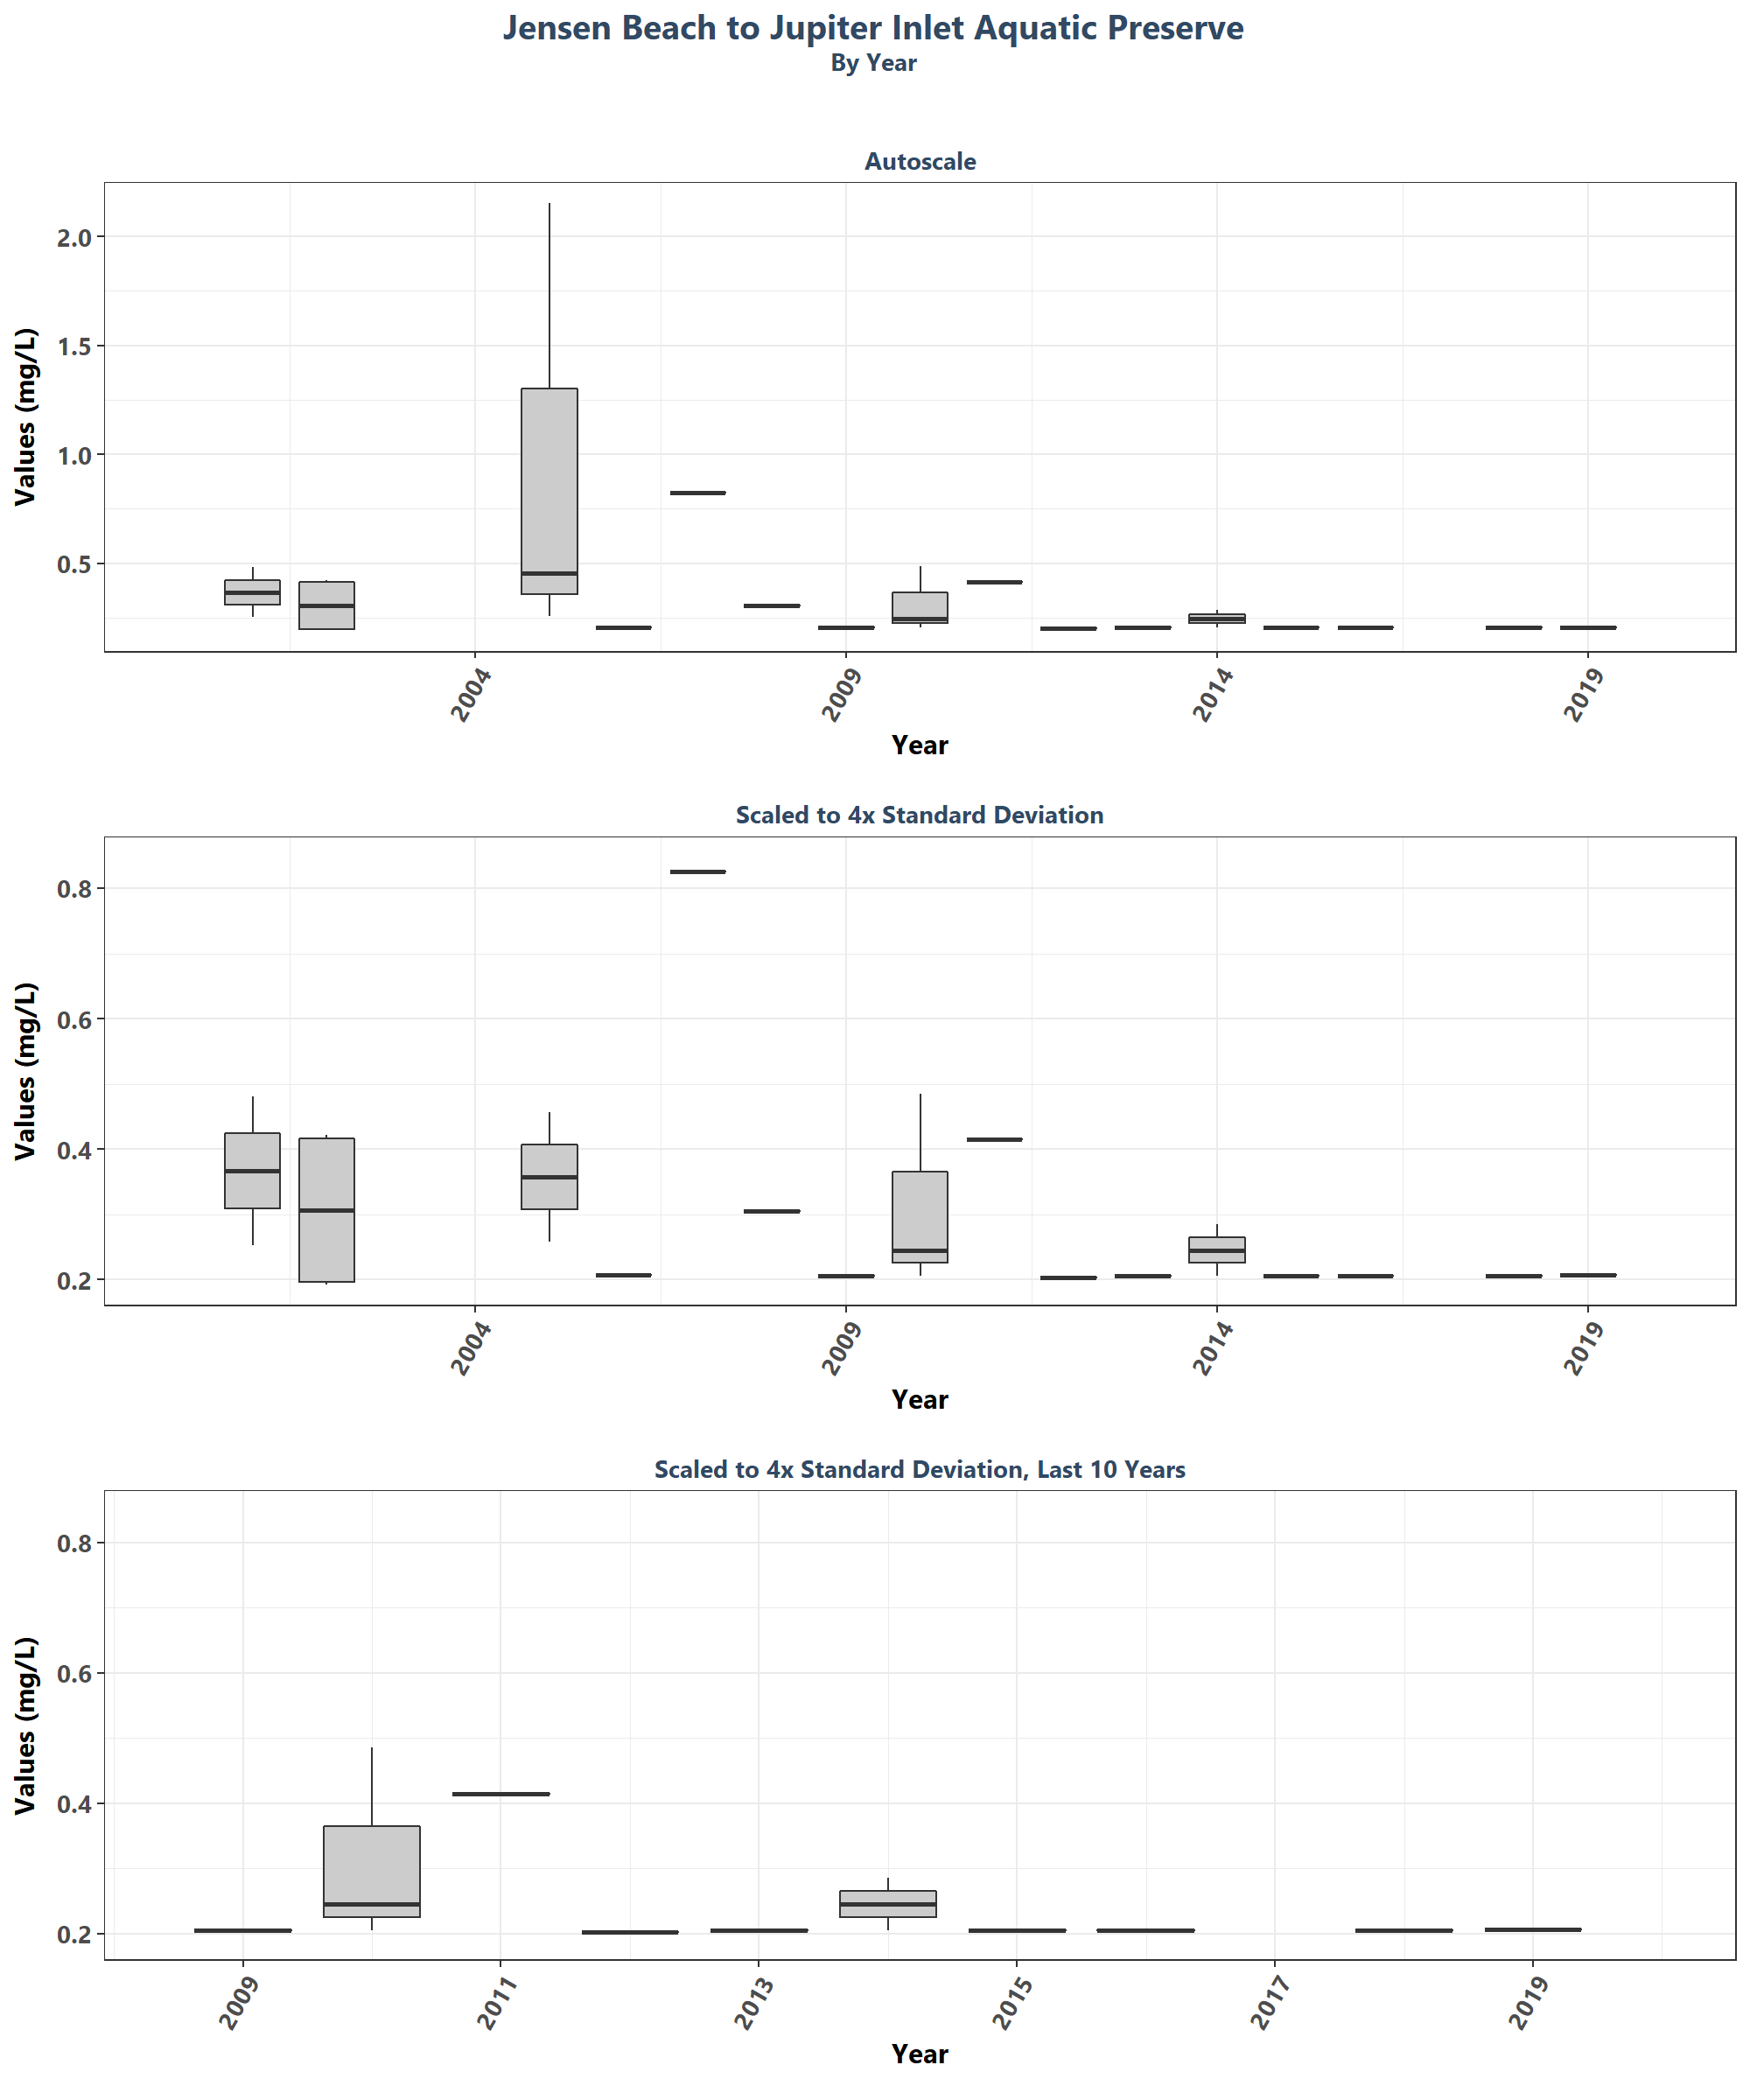 Jensen Beach to Jupiter Inlet Aquatic Preserve
By Year
Autoscale
Values (mg/L)
2.0
1.5
1.0
0.5
2004
2009
2014
2019
Year
Scaled to 4x Standard Deviation
Values (mg/L)
0.8
0.6
0.4
0.2
2004
2009
2014
2019
Year
Scaled to 4x Standard Deviation, Last 10 Years
Values (mg/L)
0.8
0.6
0.4
0.2
2009
2011
2013
2015
2017
2019
Year